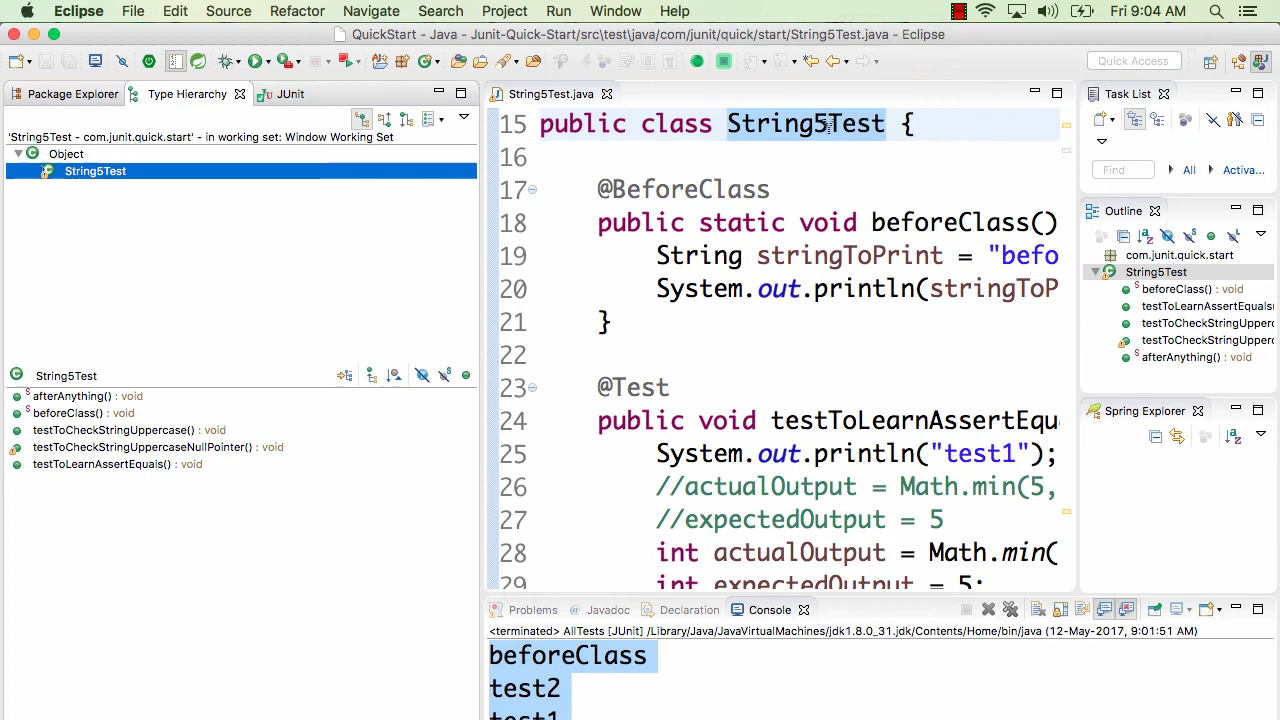 Eclipse File Edit Source Refactor Navigate Search Project Run Window Help Fri 9:04 AM
QuickStart - Java - Junit-Quick-Start/src/test/java/com/junit/quick/start/String5Test.java - Eclipse
Quick Access
Package Explorer Type Hierarchy JUnit
'String5Test - com.junit.quick.start' - in working set: Window Working Set
Object
String5Test
String5Test
afterAnything() : void
beforeClass() : void
testToCheckStringUppercase() : void
testToCheckStringUppercaseNullPointer() : void
testToLearnAssertEquals() : void
String5Test.java
15 public class String5Test {
16
17 @BeforeClass
18 public static void beforeClass()
19 String stringToPrint = "befo
20 System.out.println(stringToP
21 }
22
23 @Test
24 public void testToLearnAssertEqu
25 System.out.println("test1");
26 //actualOutput = Math.min(5,
27 //expectedOutput = 5
28 int actualOutput = Math.min(
29 int expectedOutput = 5;
Problems Javadoc Declaration Console
<terminated> AllTests [JUnit] /Library/Java/JavaVirtualMachines/jdk1.8.0_31.jdk/Contents/Home/bin/java (12-May-2017, 9:01:51 AM)
beforeClass
test2
test1
Task List
Find All Activa...
Outline
com.junit.quick.start
String5Test
beforeClass() : void
testToLearnAssertEquals(
testToCheckStringUpperc
testToCheckStringUpperc
afterAnything() : void
Spring Explorer